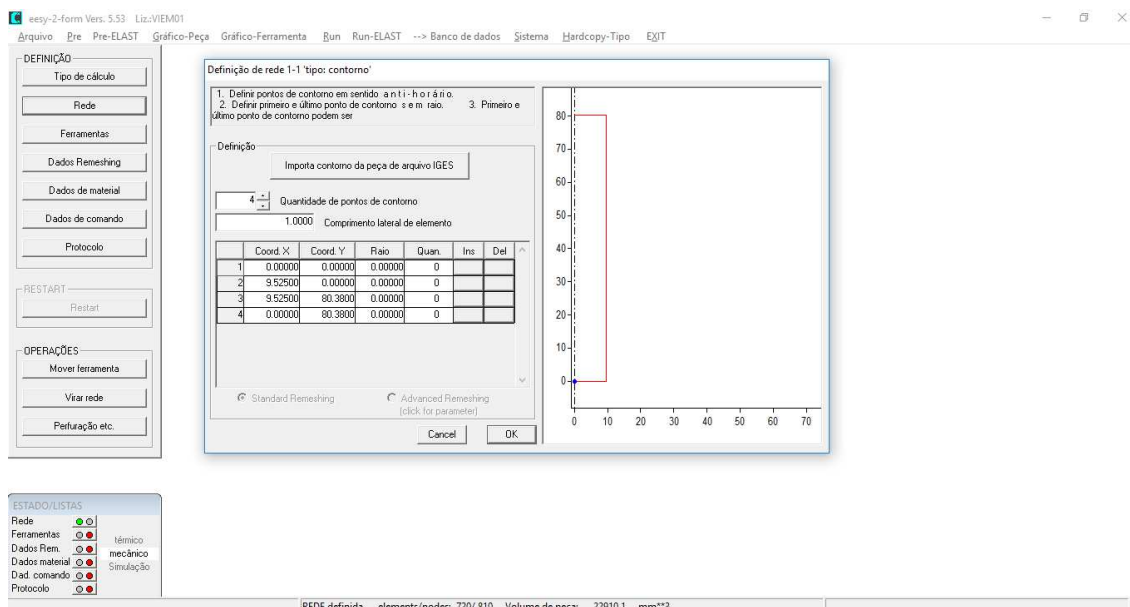 eesy-2-form Vers. 5.53 Liz.:VIEM01
Arquivo Pre Pre-ELAST Gráfico-Peça Gráfico-Ferramenta Run Run-ELAST --> Banco de dados Sistema Hardcopy-Tipo EXIT
DEFINIÇÃO
Tipo de cálculo
Rede
Ferramentas
Dados Remeshing
Dados de material
Dados de comando
Protocolo
RESTART
Restart
OPERAÇÕES
Mover ferramenta
Virar rede
Perfuração etc.
Definição de rede 1-1 'tipo: contorno'
1. Definir pontos de contorno em sentido a n t i - h o r á r i o.
2. Definir primeiro e último ponto de contorno s e m raio. 3. Primeiro e
último ponto de contorno podem ser
Definição
Importa contorno da peça de arquivo IGES
4 Quantidade de pontos de contorno
1.0000 Comprimento lateral de elemento
Coord. X Coord. Y Raio Quan. Ins Del
1 0.00000 0.00000 0.00000 0
2 9.52500 0.00000 0.00000 0
3 9.52500 80.3800 0.00000 0
4 0.00000 80.3800 0.00000 0
Standard Remeshing Advanced Remeshing
(click for parameter)
Cancel OK
80
70
60
50
40
30
20
10
0
0 10 20 30 40 50 60 70
ESTADO/LISTAS
Rede
Ferramentas
Dados Rem.
Dados material
Dad. comando
Protocolo
térmico
mecânico
Simulação
REDE definida elements/nodes: 720/ 810 Volume de peça: 22910.1 mm**3